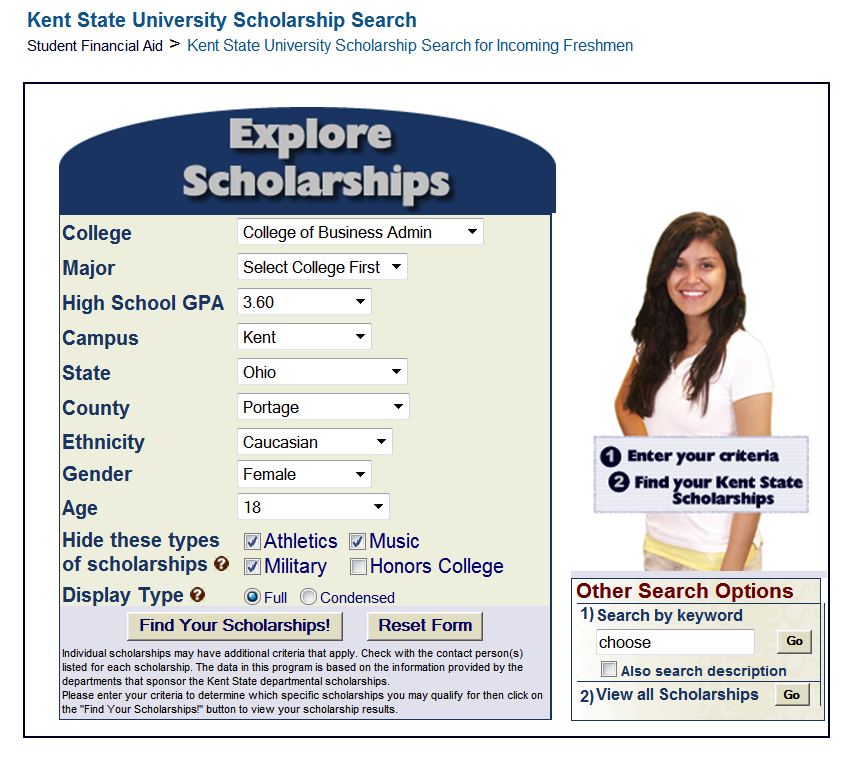 Kent State University Scholarship Search
Student Financial Aid > Kent State University Scholarship Search for Incoming Freshmen
Explore
Scholarships
College College of Business Admin
Major Select College First
High School GPA 3.60
Campus Kent
State Ohio
County Portage
Ethnicity Caucasian
Gender Female
Age 18
Hide these types Athletics Music
of scholarships ? Military Honors College
Display Type ? Full Condensed
Find Your Scholarships! Reset Form
Individual scholarships may have additional criteria that apply. Check with the contact person(s)
listed for each scholarship. The data in this program is based on the information provided by the
departments that sponsor the Kent State departmental scholarships.
Please enter your criteria to determine which specific scholarships you may qualify for then click on
the "Find Your Scholarships!" button to view your scholarship results.
1 Enter your criteria
2 Find your Kent State
Scholarships
Other Search Options
1) Search by keyword
choose Go
Also search description
2) View all Scholarships Go